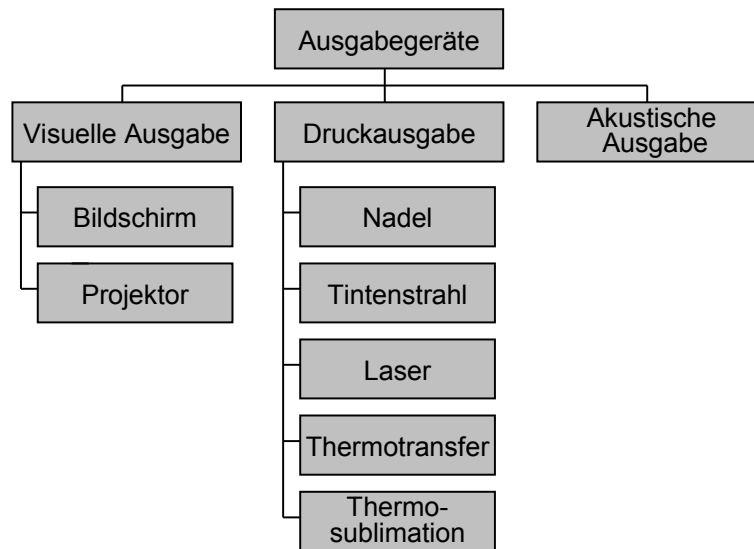 Ausgabegeräte
Visuelle Ausgabe
Bildschirm
Projektor
Druckausgabe
Nadel
Tintenstrahl
Laser
Thermotransfer
Thermo-
sublimation
Akustische
Ausgabe